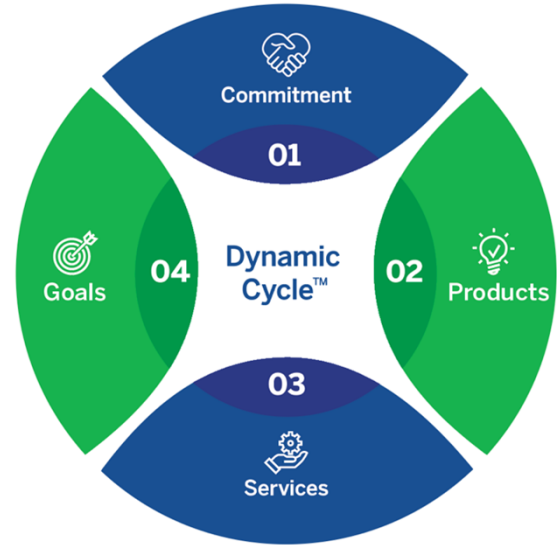 Commitment
01
Dynamic
Cycle™
02
Products
03
Services
04
Goals